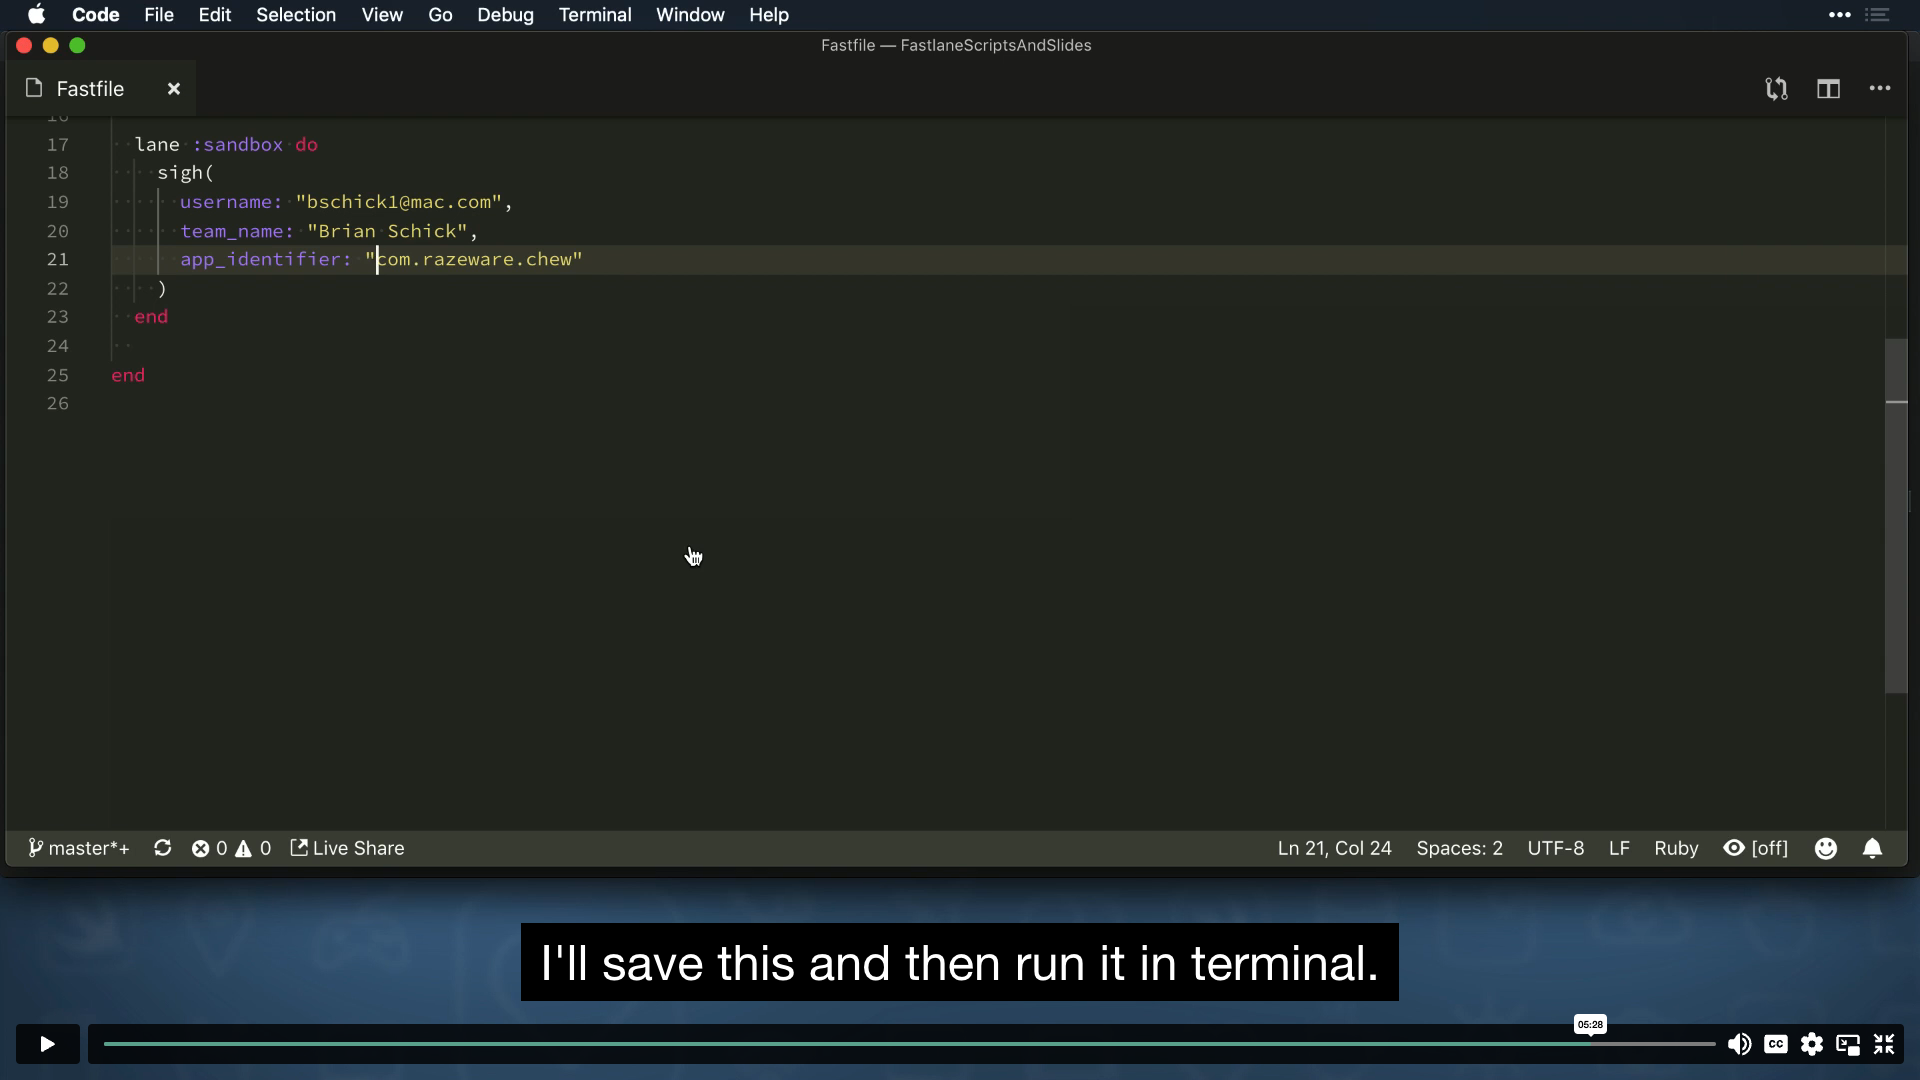 Code File Edit Selection View Go Debug Terminal Window Help
Fastfile — FastlaneScriptsAndSlides
Fastfile
16
17 lane :sandbox do
18 sigh(
19 username: "bschick1@mac.com",
20 team_name: "Brian Schick",
21 app_identifier: "com.razeware.chew"
22 )
23 end
24
25 end
26
master*+ 0 0 Live Share Ln 21, Col 24 Spaces: 2 UTF-8 LF Ruby [off]
I'll save this and then run it in terminal.
05:28
CC